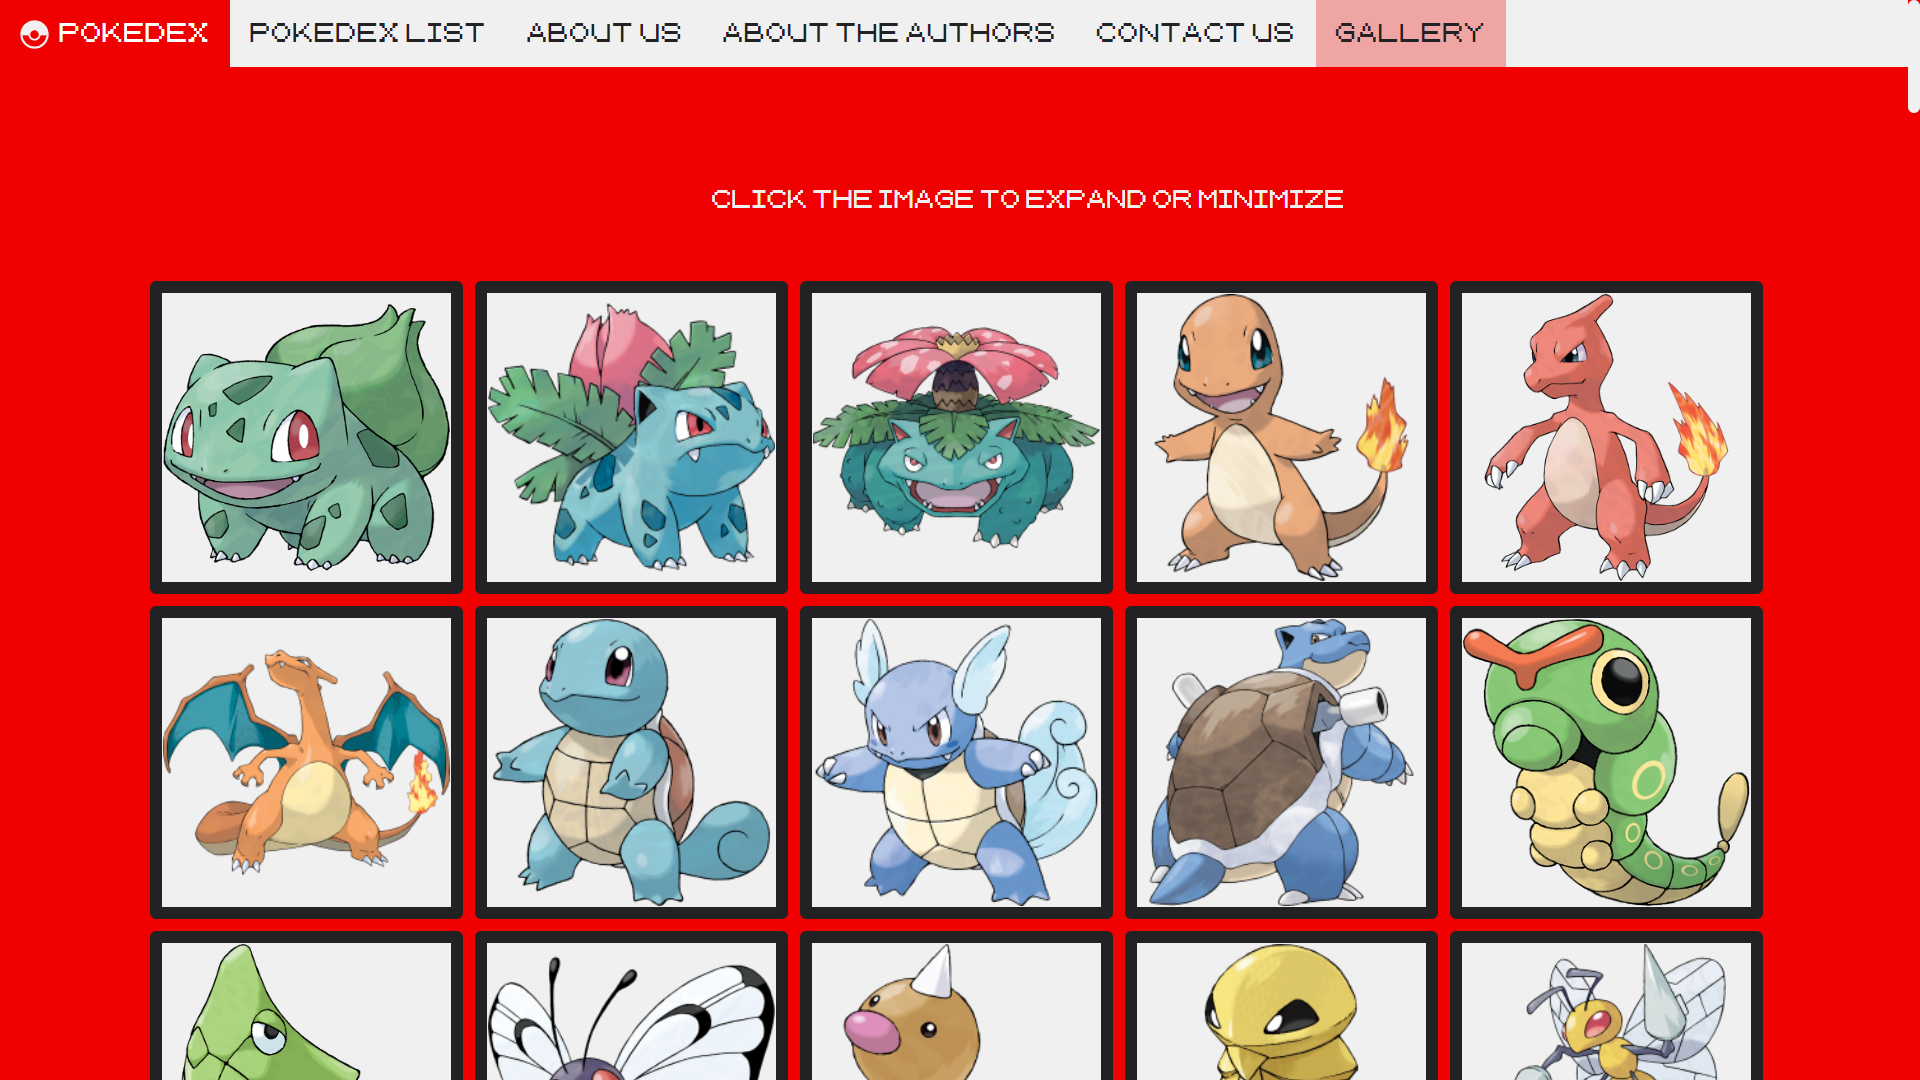 POKEDEX POKEDEX LIST ABOUT US ABOUT THE AUTHORS CONTACT US GALLERY
CLICK THE IMAGE TO EXPAND OR MINIMIZE